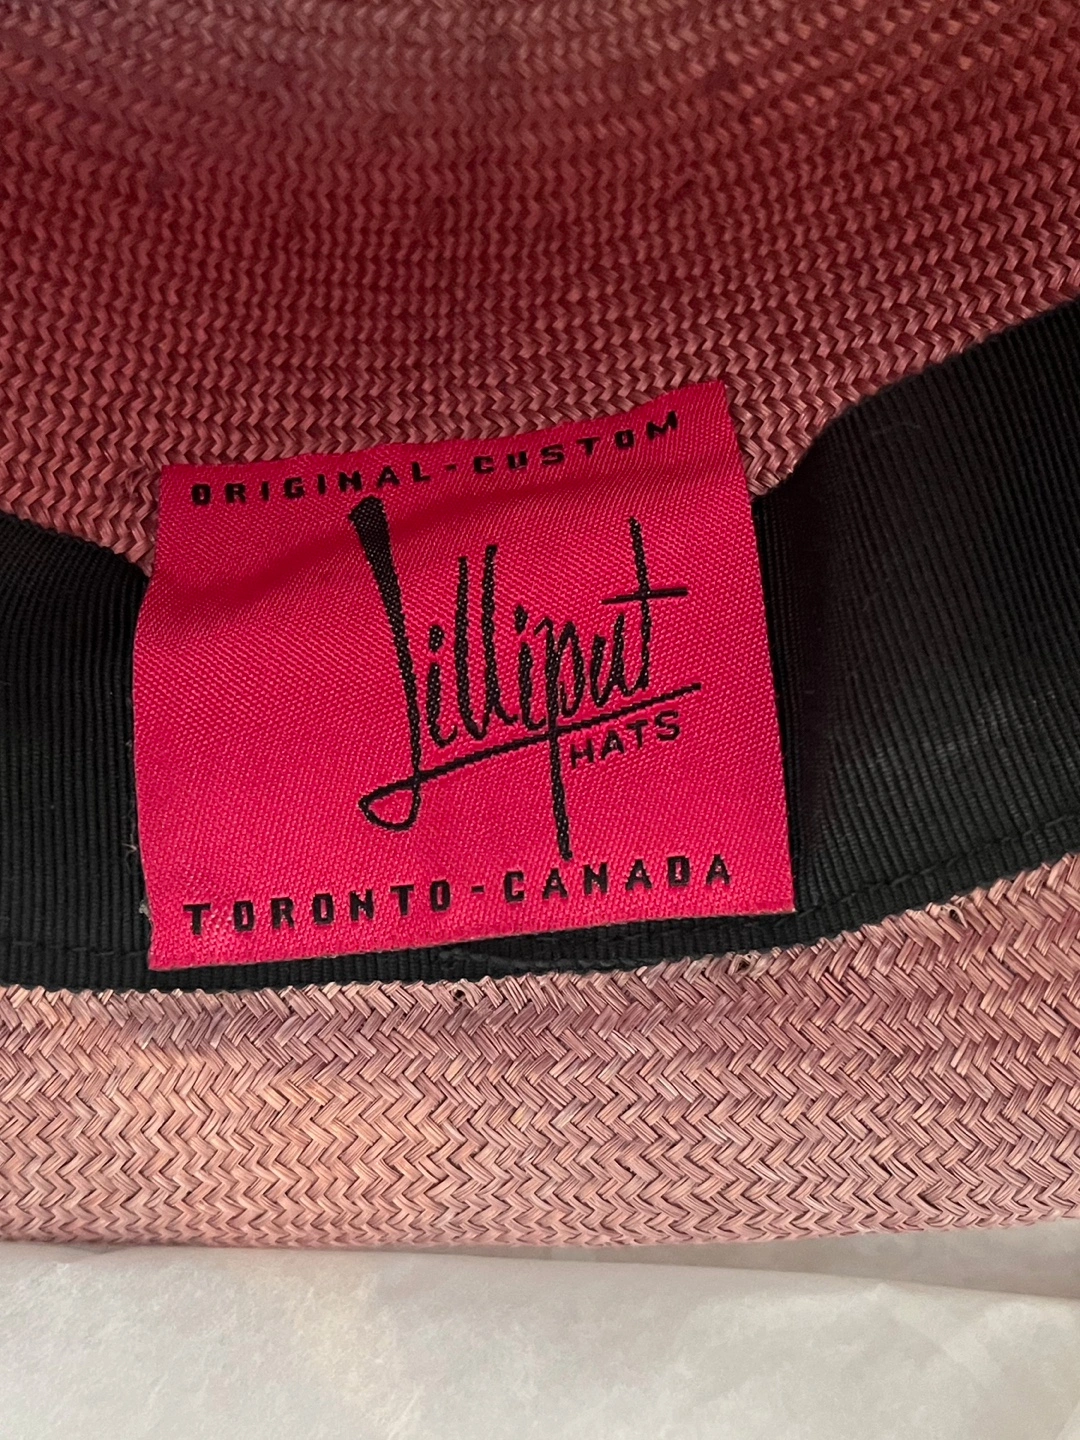 ORIGINAL-CUSTOM
Lilliput
HATS
TORONTO-CANADA